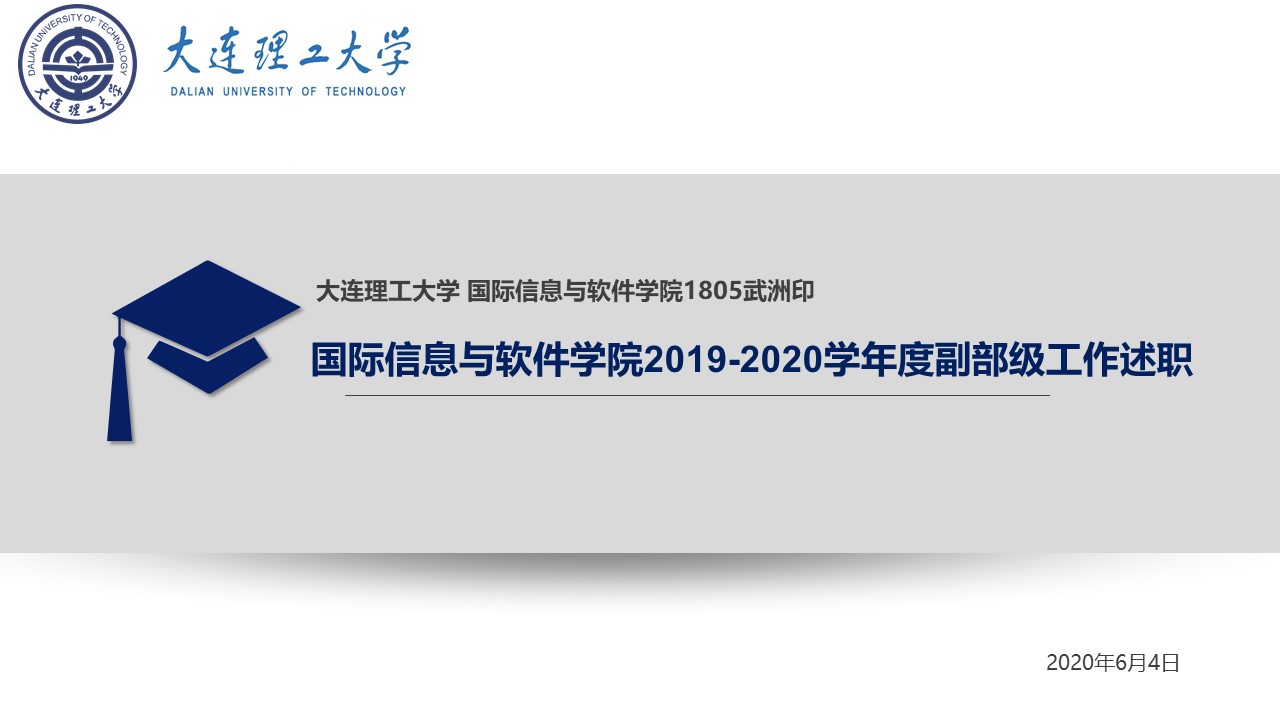 DALIAN UNIVERSITY OF TECHNOLOGY
1949
大连理工大学
大连理工大学
DALIAN UNIVERSITY OF TECHNOLOGY
大连理工大学 国际信息与软件学院1805武洲印
国际信息与软件学院2019-2020学年度副部级工作述职
2020年6月4日